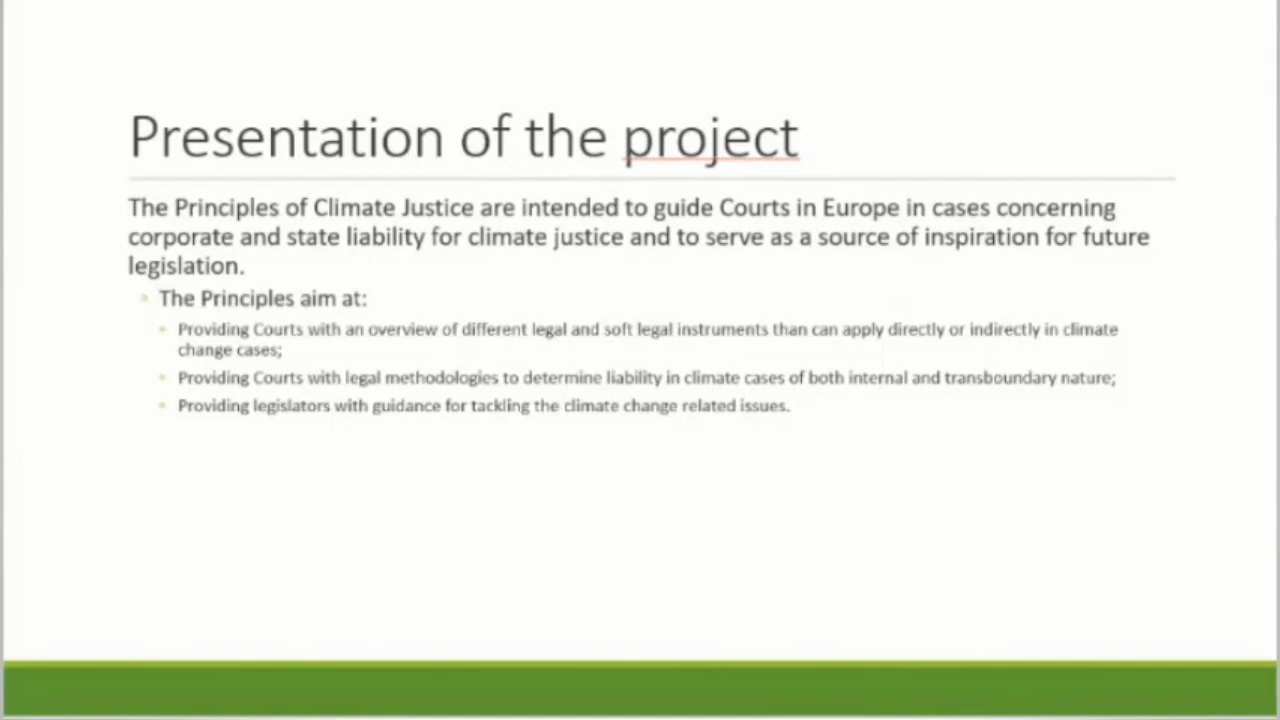 Presentation of the project
The Principles of Climate Justice are intended to guide Courts in Europe in cases concerning
corporate and state liability for climate justice and to serve as a source of inspiration for future
legislation.
The Principles aim at:
Providing Courts with an overview of different legal and soft legal instruments than can apply directly or indirectly in climate
change cases;
Providing Courts with legal methodologies to determine liability in climate cases of both internal and transboundary nature;
Providing legislators with guidance for tackling the climate change related issues.